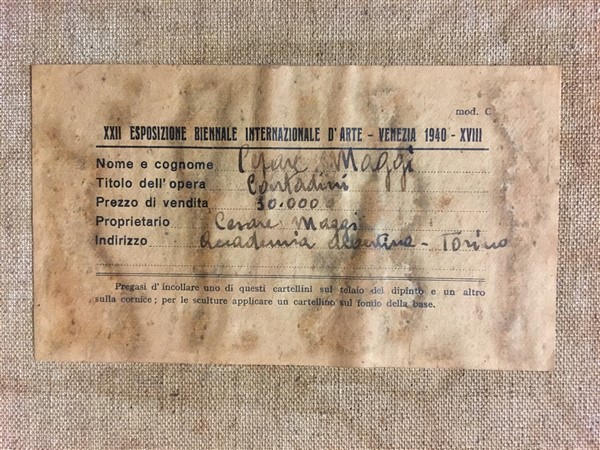 mod. C
XXII ESPOSIZIONE BIENNALE INTERNAZIONALE D'ARTE - VENEZIA 1940 - XVIII
Nome e cognome Cesare Maggi
Titolo dell'opera Contadini
Prezzo di vendita 30.000
Proprietario Cesare Maggi
Indirizzo Accademia Albertina - Torino
Pregasi d'incollare uno di questi cartellini sul telaio del dipinto e un altro
sulla cornice; per le sculture applicare un cartellino sul fondo della base.